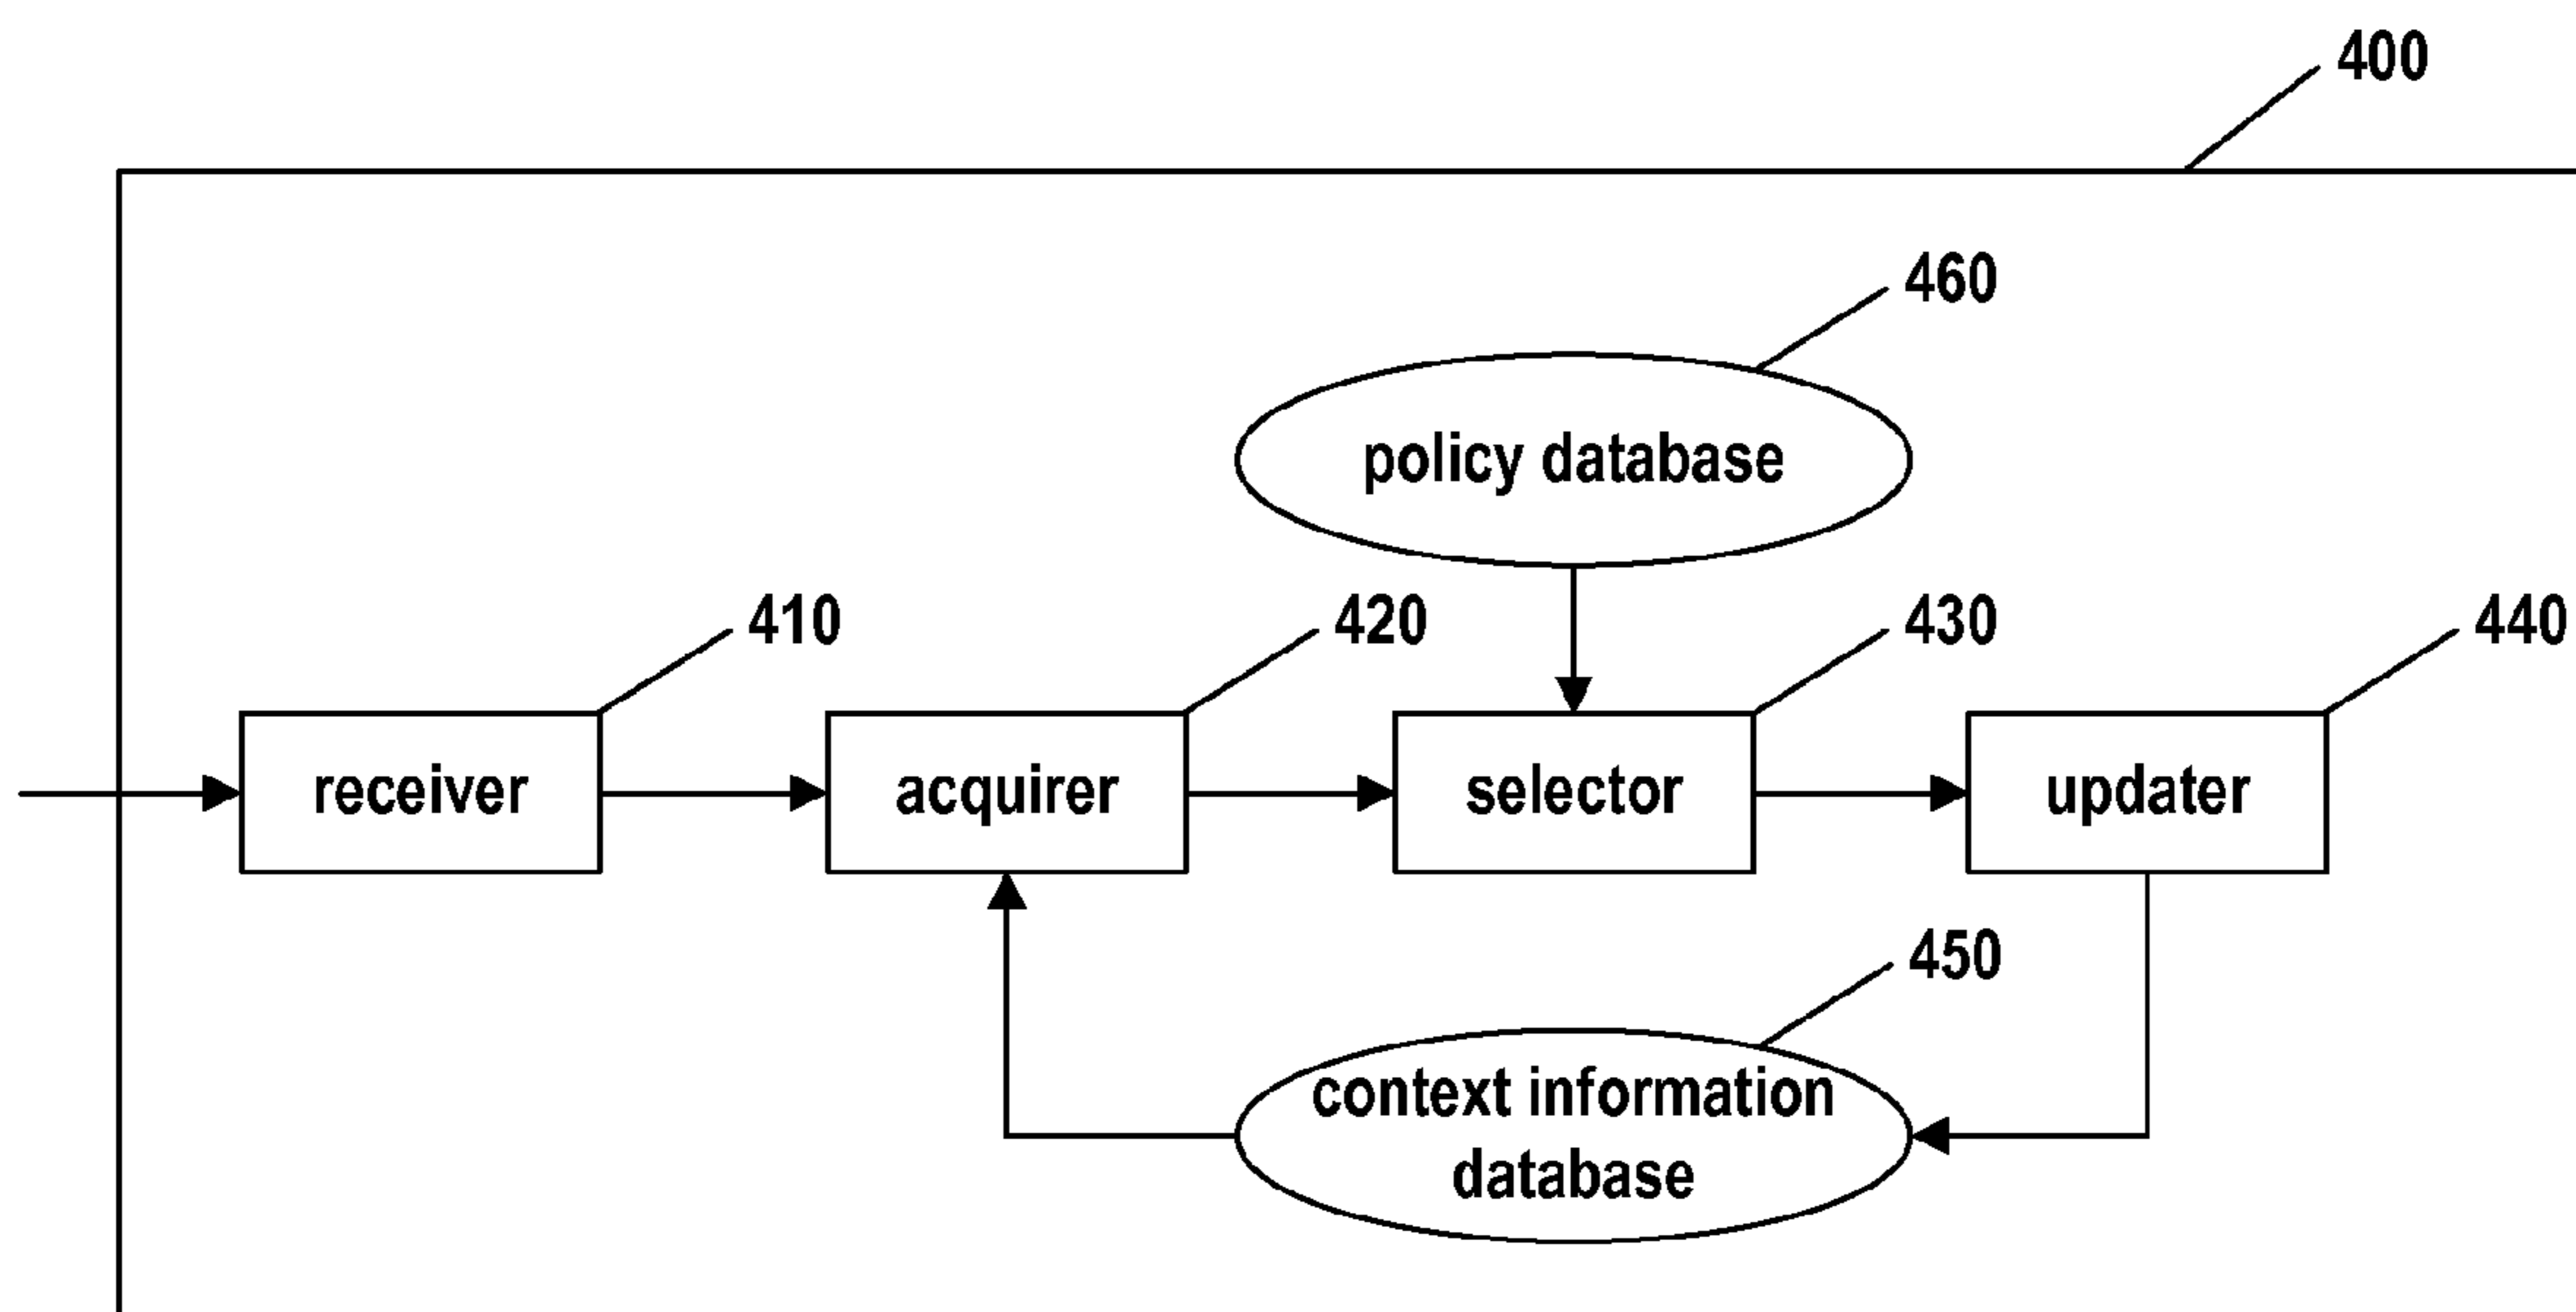 400
460
policy database
410
420
430
440
receiver
acquirer
selector
updater
450
context information
database